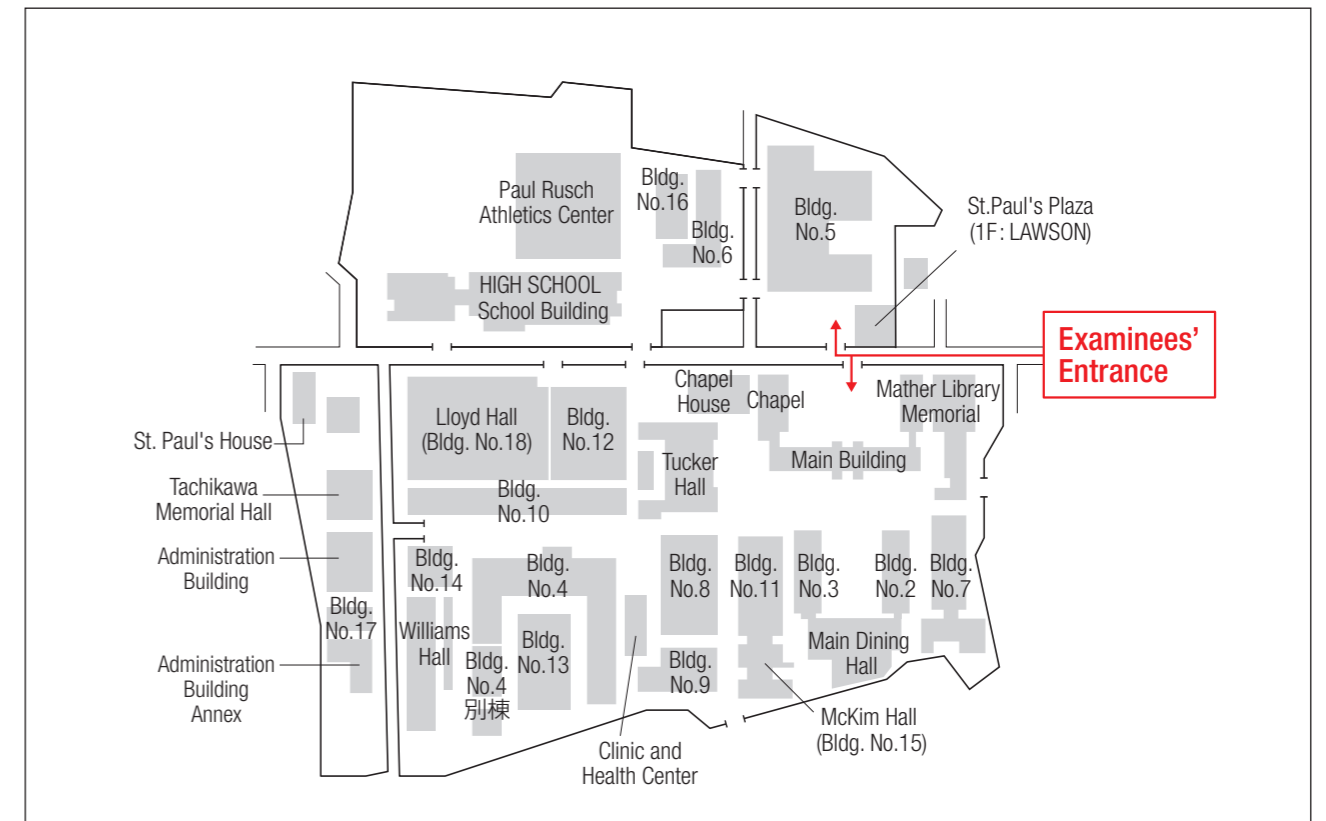 Paul Rusch
Athletics Center
Bldg.
No.16
Bldg.
No.6
Bldg.
No.5
St.Paul's Plaza
(1F: LAWSON)
HIGH SCHOOL
School Building
Examinees’
Entrance
St. Paul's House
Lloyd Hall
(Bldg. No.18)
Bldg.
No.12
Chapel
House
Chapel
Mather Library
Memorial
Main Building
Tucker
Hall
Tachikawa
Memorial Hall
Bldg.
No.10
Administration
Building
Bldg.
No.14
Bldg.
No.4
Bldg.
No.8
Bldg.
No.11
Bldg.
No.3
Bldg.
No.2
Bldg.
No.7
Bldg.
No.17
Williams
Hall
Bldg.
No.4
別棟
Bldg.
No.13
Bldg.
No.9
Main Dining
Hall
Administration
Building
Annex
Clinic and
Health Center
McKim Hall
(Bldg. No.15)